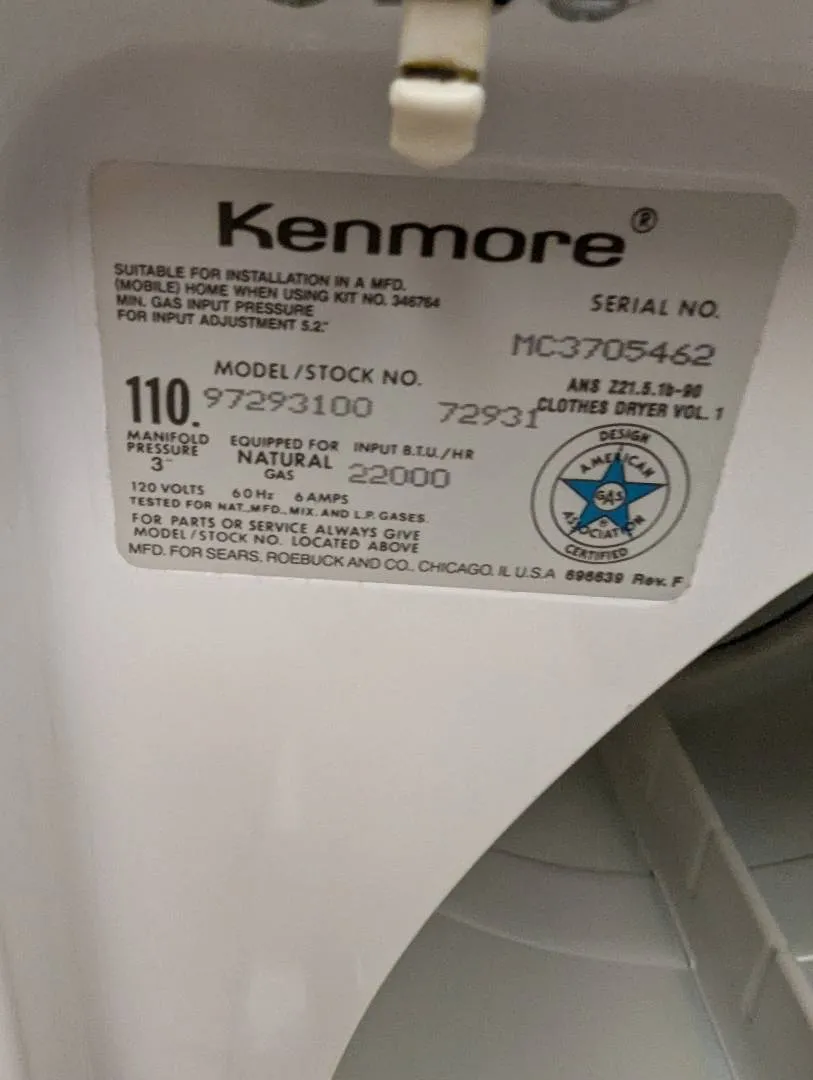 Kenmore®
SUITABLE FOR INSTALLATION IN A MFD.
(MOBILE) HOME WHEN USING KIT NO. 346764
MIN. GAS INPUT PRESSURE
FOR INPUT ADJUSTMENT 5.2"
SERIAL NO.
MC3705462
MODEL/STOCK NO.
110. 97293100 72931
ANS Z21.5.1b-90
CLOTHES DRYER VOL. 1
MANIFOLD
PRESSURE
3"
EQUIPPED FOR
NATURAL
GAS
INPUT B.T.U./HR
22000
DESIGN
AMERICAN
GAS
®
ASSOCIATION
CERTIFIED
120 VOLTS 60Hz 6 AMPS
TESTED FOR NAT.,MFD.,MIX. AND L.P. GASES.
FOR PARTS OR SERVICE ALWAYS GIVE
MODEL/STOCK NO. LOCATED ABOVE
MFD. FOR SEARS, ROEBUCK AND CO., CHICAGO, IL U.S.A 696639 Rev. F